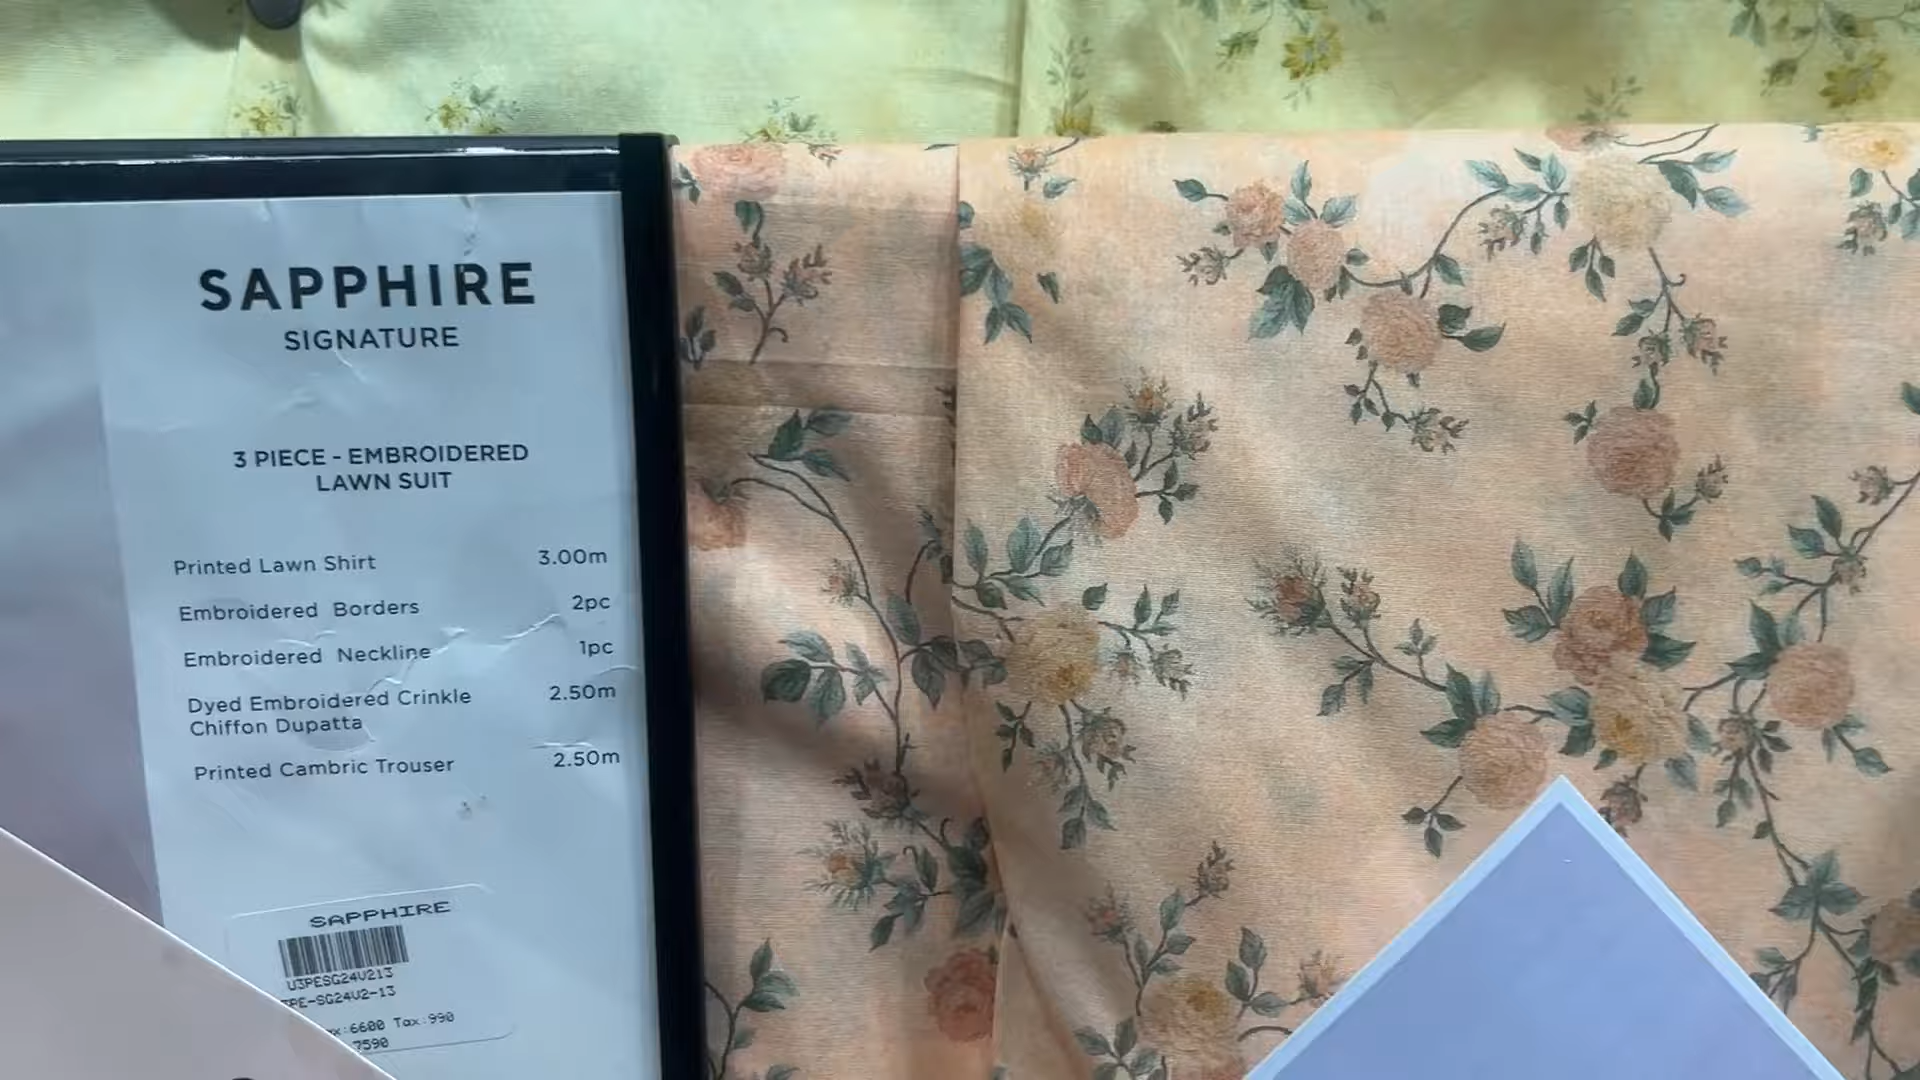 SAPPHIRE
SIGNATURE
3 PIECE - EMBROIDERED
LAWN SUIT
Printed Lawn Shirt 3.00m
Embroidered Borders 2pc
Embroidered Neckline 1pc
Dyed Embroidered Crinkle 2.50m
Chiffon Dupatta
Printed Cambric Trouser 2.50m
SAPPHIRE
U3PESG24V213
3PE-SG24V2-13
:6600 Tax:990
7590